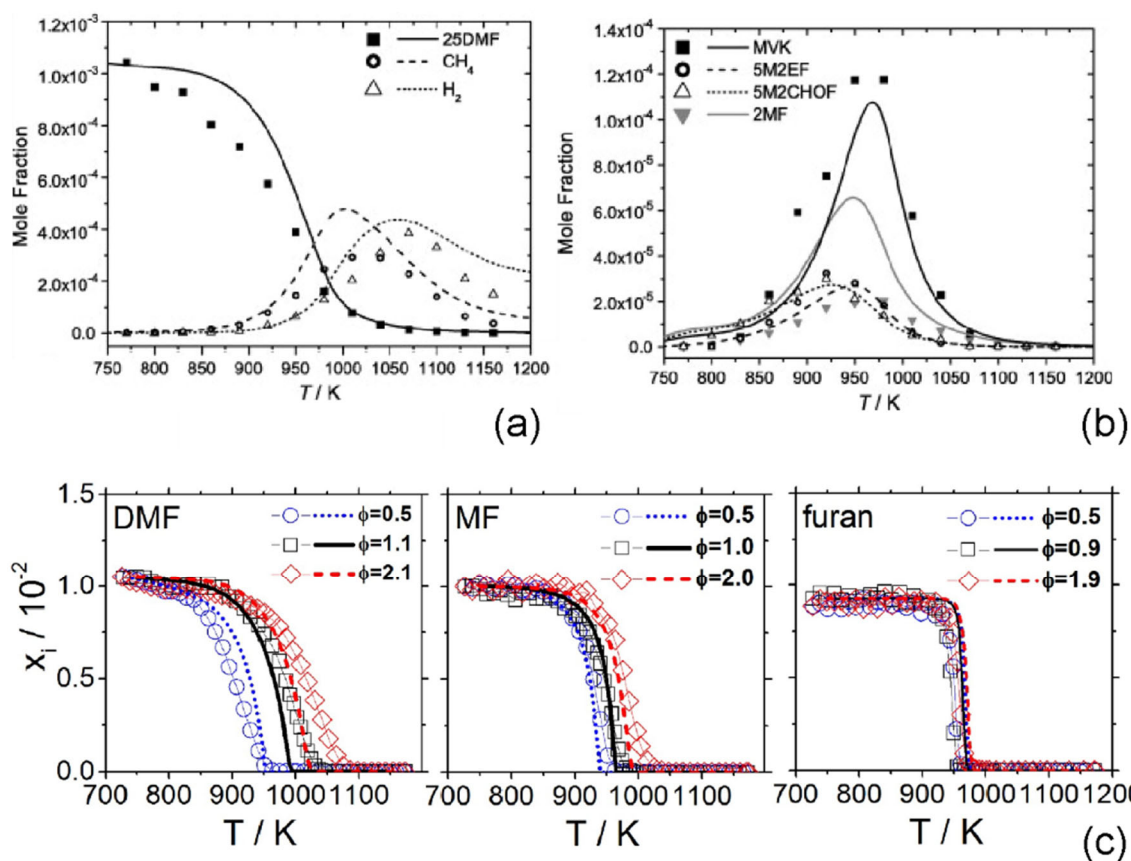 1.2x10⁻³
1.0x10⁻³
8.0x10⁻⁴
6.0x10⁻⁴
4.0x10⁻⁴
2.0x10⁻⁴
0.0
Mole Fraction
25DMF
CH₄
H₂
750 800 850 900 950 1000 1050 1100 1150 1200
T / K
(a)
1.4x10⁻⁴
1.2x10⁻⁴
1.0x10⁻⁴
8.0x10⁻⁵
6.0x10⁻⁵
4.0x10⁻⁵
2.0x10⁻⁵
0.0
Mole Fraction
MVK
5M2EF
5M2CHOF
2MF
750 800 850 900 950 1000 1050 1100 1150 1200
T / K
(b)
1.5
1.0
0.5
0.0
xᵢ / 10⁻²
DMF
ϕ=0.5
ϕ=1.1
ϕ=2.1
700 800 900 1000 1100
T / K
MF
ϕ=0.5
ϕ=1.0
ϕ=2.0
700 800 900 1000 1100
T / K
furan
ϕ=0.5
ϕ=0.9
ϕ=1.9
700 800 900 1000 1100 1200
T / K
(c)